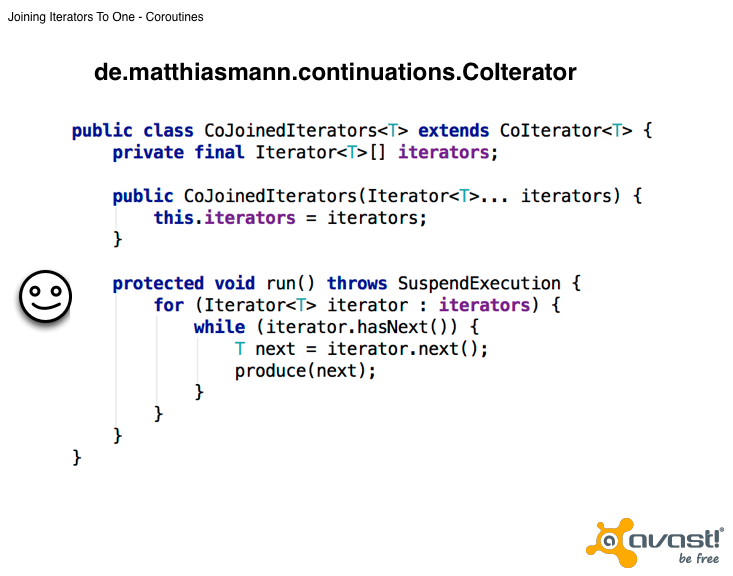 Joining Iterators To One - Coroutines
de.matthiasmann.continuations.CoIterator
public class CoJoinedIterators<T> extends CoIterator<T> {
    private final Iterator<T>[] iterators;
    public CoJoinedIterators(Iterator<T>... iterators) {
        this.iterators = iterators;
    }
    protected void run() throws SuspendExecution {
        for (Iterator<T> iterator : iterators) {
            while (iterator.hasNext()) {
                T next = iterator.next();
                produce(next);
            }
        }
    }
}
@ avast!®
be free